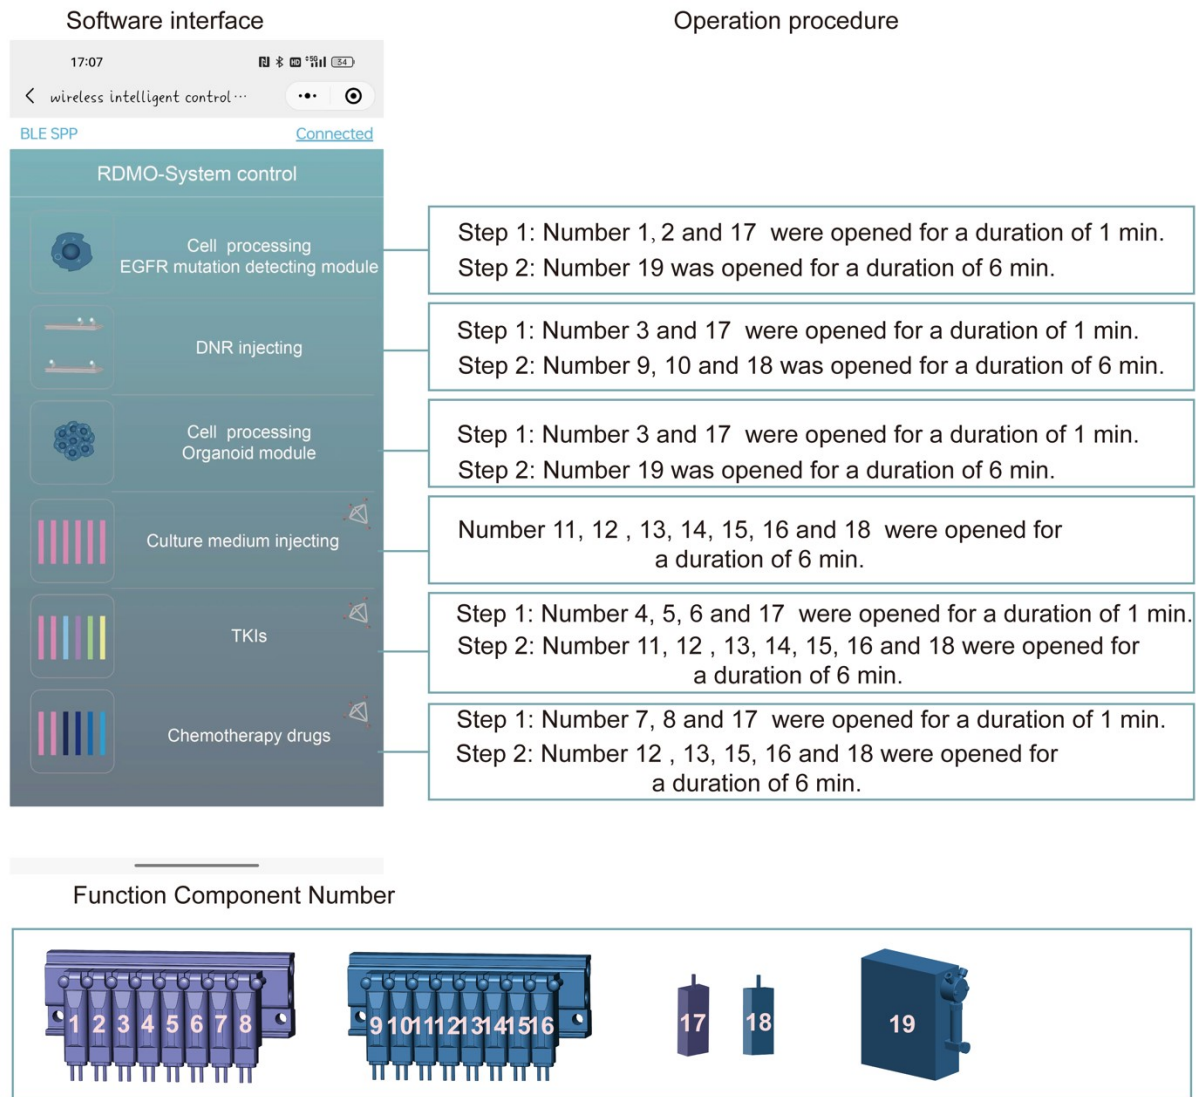 Software interface
Operation procedure
17:07
HD 5G 34
wireless intelligent control...
BLE SPP
Connected
RDMO-System control
Cell processing
EGFR mutation detecting module
Step 1: Number 1, 2 and 17 were opened for a duration of 1 min.
Step 2: Number 19 was opened for a duration of 6 min.
DNR injecting
Step 1: Number 3 and 17 were opened for a duration of 1 min.
Step 2: Number 9, 10 and 18 was opened for a duration of 6 min.
Cell processing
Organoid module
Step 1: Number 3 and 17 were opened for a duration of 1 min.
Step 2: Number 19 was opened for a duration of 6 min.
Culture medium injecting
Number 11, 12 , 13, 14, 15, 16 and 18 were opened for
a duration of 6 min.
TKIs
Step 1: Number 4, 5, 6 and 17 were opened for a duration of 1 min.
Step 2: Number 11, 12 , 13, 14, 15, 16 and 18 were opened for
a duration of 6 min.
Chemotherapy drugs
Step 1: Number 7, 8 and 17 were opened for a duration of 1 min.
Step 2: Number 12 , 13, 15, 16 and 18 were opened for
a duration of 6 min.
Function Component Number
1 2 3 4 5 6 7 8
9 10 11 12 13 14 15 16
17
18
19